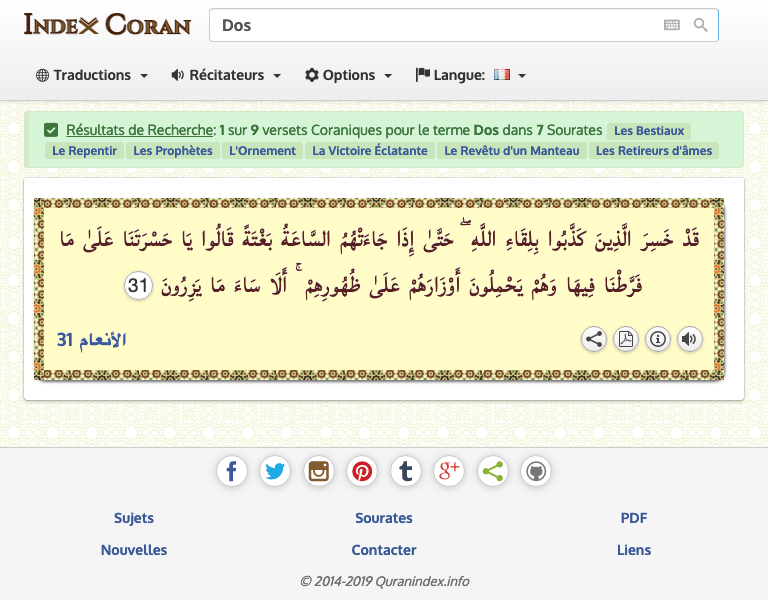 Index Coran
Dos
Traductions
Récitateurs
Options
Langue:
Résultats de Recherche: 1 sur 9 versets Coraniques pour le terme Dos dans 7 Sourates Les Bestiaux
Le Repentir Les Prophètes L'Ornement La Victoire Éclatante Le Revêtu d'un Manteau Les Retireurs d'âmes
قَدْ خَسِرَ الَّذِينَ كَذَّبُوا بِلِقَاءِ اللَّهِ ۖ حَتَّىٰ إِذَا جَاءَتْهُمُ السَّاعَةُ بَغْتَةً قَالُوا يَا حَسْرَتَنَا عَلَىٰ مَا
فَرَّطْنَا فِيهَا وَهُمْ يَحْمِلُونَ أَوْزَارَهُمْ عَلَىٰ ظُهُورِهِمْ ۚ أَلَا سَاءَ مَا يَزِرُونَ 31
الأنعام 31
Sujets
Sourates
PDF
Nouvelles
Contacter
Liens
© 2014-2019 Quranindex.info